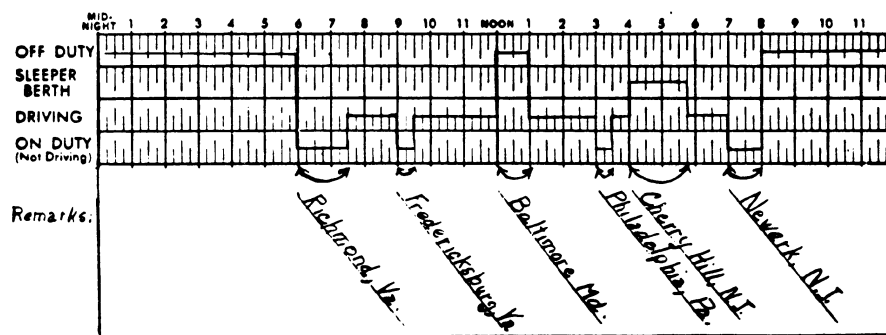 MID-
NIGHT 1 2 3 4 5 6 7 8 9 10 11 NOON 1 2 3 4 5 6 7 8 9 10 11
OFF DUTY
SLEEPER
BERTH
DRIVING
ON DUTY
(Not Driving)
Remarks:
Richmond, Va.
Fredericksburg, Va
Baltimore Md.
Philadelphia, Pa.
Cherry Hill, N.J.
Newark, N.J.